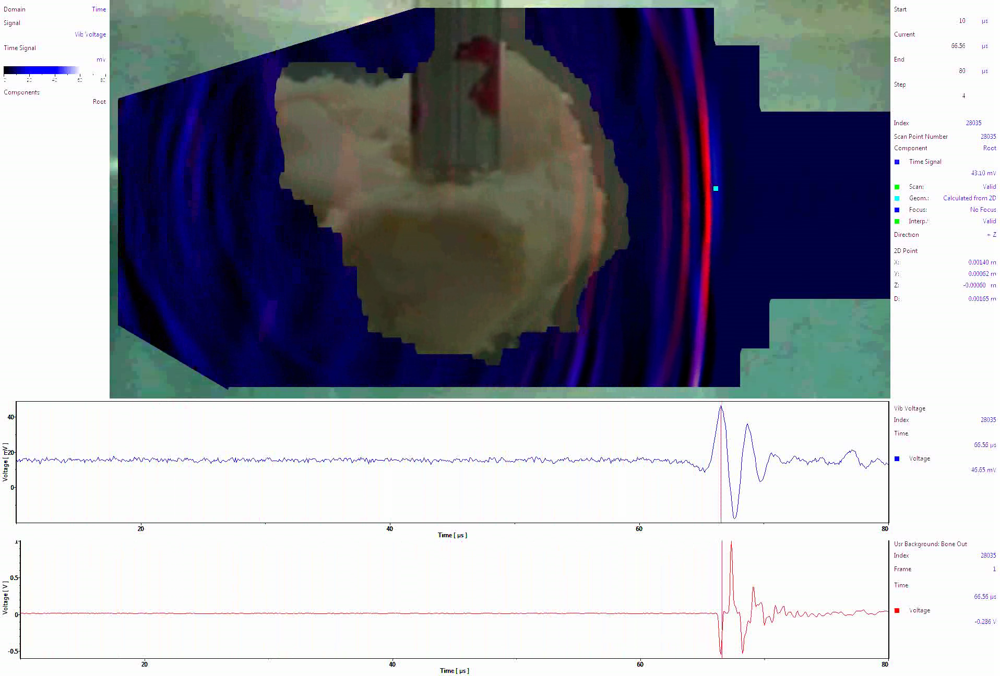 Domain Time
Signal
Vib Voltage
Time Signal
mV
Components
Root
Start
10 µs
Current
66.56 µs
End
80 µs
Step
4
Index 28035
Scan Point Number 28035
Component Root
Time Signal
43.10 mV
Scan: Valid
Geom.: Calculated from 2D
Focus: No Focus
Interp.: Valid
Direction + Z
2D Point
X: 0.00140 m
Y: 0.00062 m
Z: -0.00060 m
D: 0.00165 m
40
20
0
Voltage [ mV ]
20 40 60 80
Time [ µs ]
Vib Voltage
Index 28035
Time
66.56 µs
Voltage
46.65 mV
1
0.5
0
-0.5
Voltage [ V ]
20 40 60 80
Time [ µs ]
Usr Background: Bone Out
Index 28035
Frame 1
Time
66.56 µs
Voltage
-0.286 V